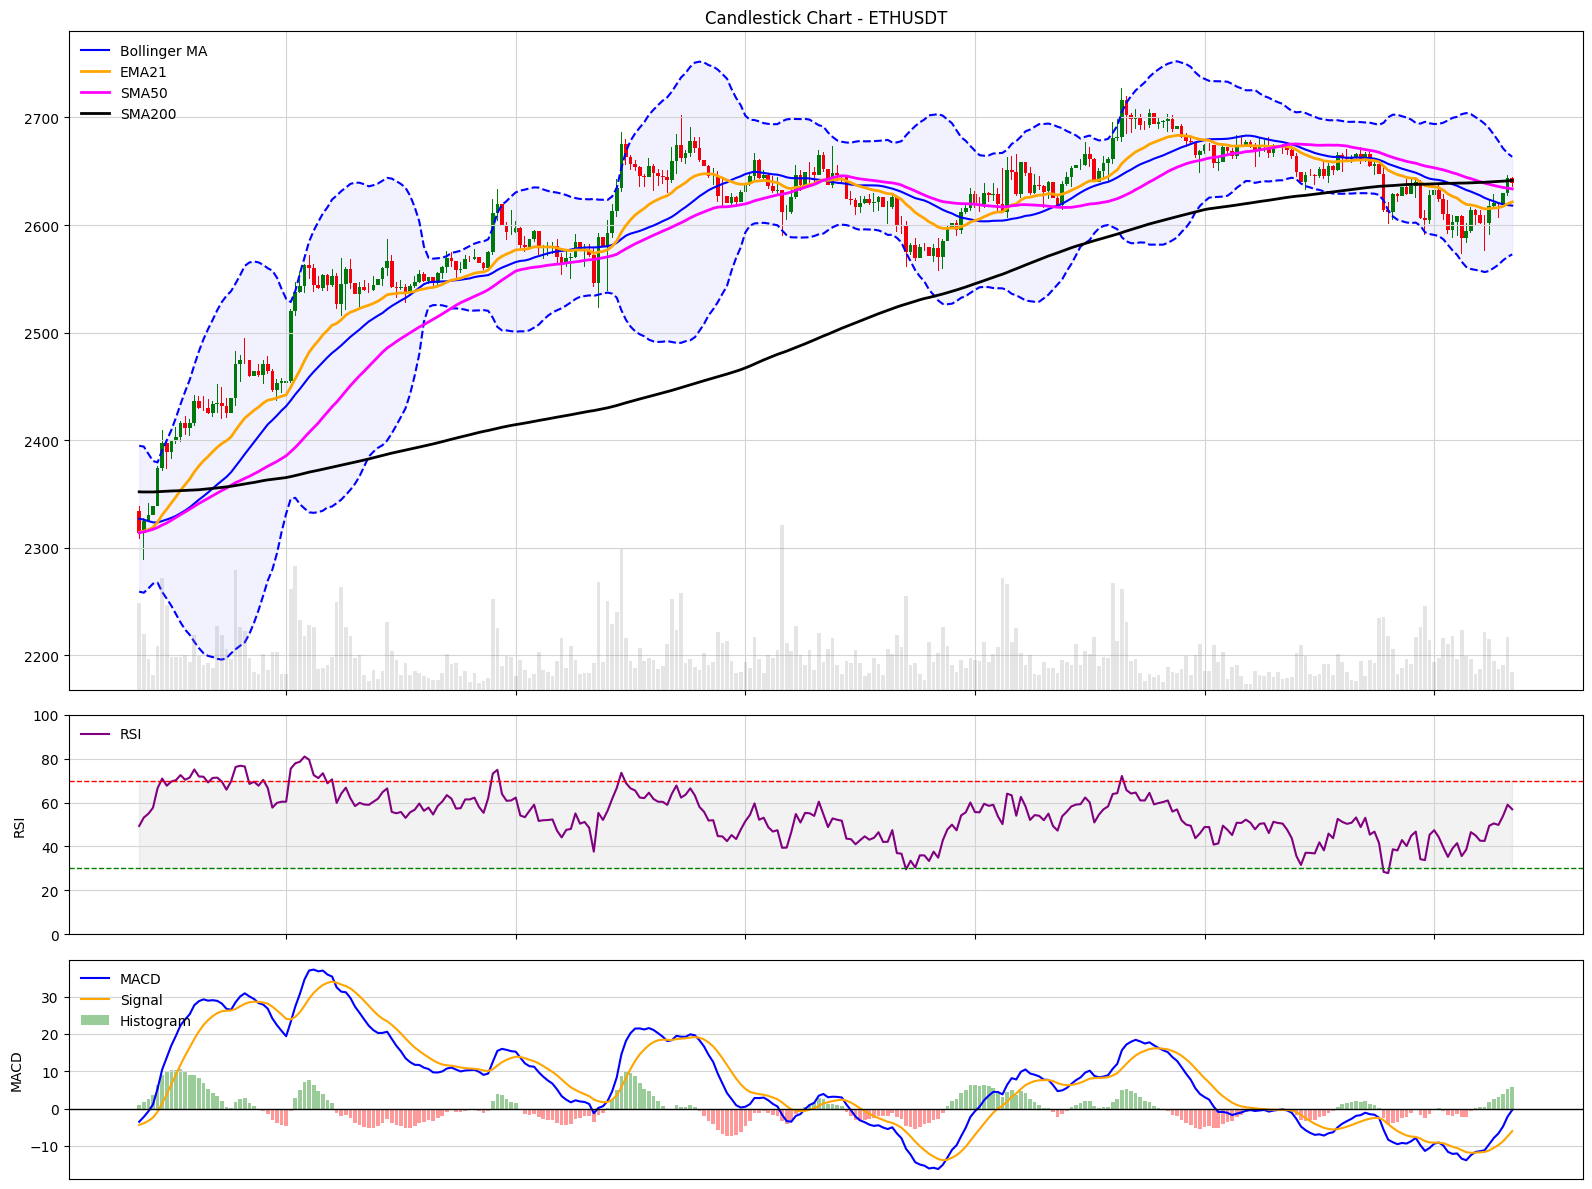 Candlestick Chart - ETHUSDT
Bollinger MA
EMA21
SMA50
SMA200
2700
2600
2500
2400
2300
2200
RSI
100
80
60
40
20
0
RSI
MACD
Signal
Histogram
30
20
10
0
−10
MACD